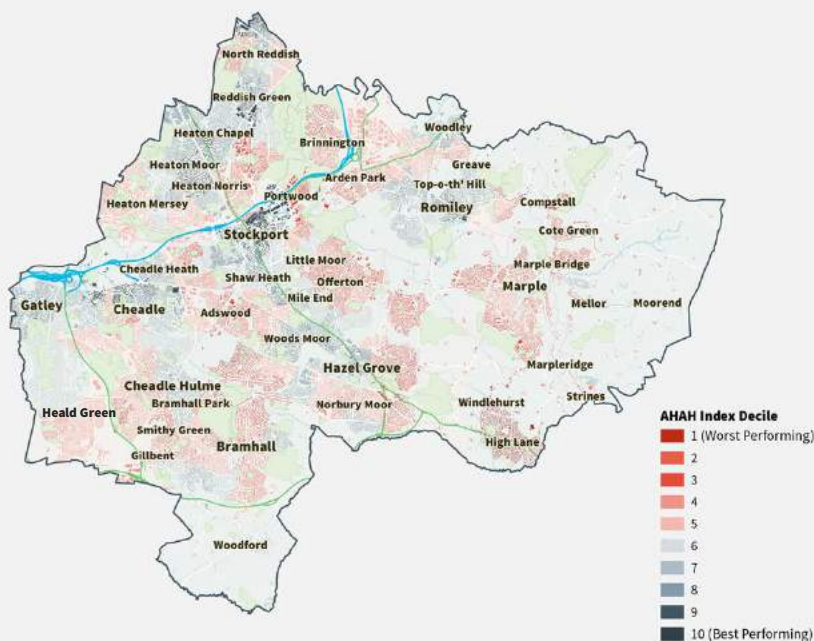 North Reddish
Reddish Green
Heaton Chapel
Woodley
Brinnington
Heaton Moor
Greave
Arden Park
Top-o-th' Hill
Heaton Norris
Portwood
Heaton Mersey
Romiley
Compstall
Stockport
Cote Green
Little Moor
Marple Bridge
Cheadle Heath
Shaw Heath
Offerton
Marple
Gatley
Cheadle
Mile End
Mellor
Moorend
Adswood
Woods Moor
Marpleridge
Hazel Grove
Cheadle Hulme
Strines
Bramhall Park
Norbury Moor
Windlehurst
Heald Green
Smithy Green
High Lane
Bramhall
Gillbent
Woodford
AHAH Index Decile
1 (Worst Performing)
2
3
4
5
6
7
8
9
10 (Best Performing)